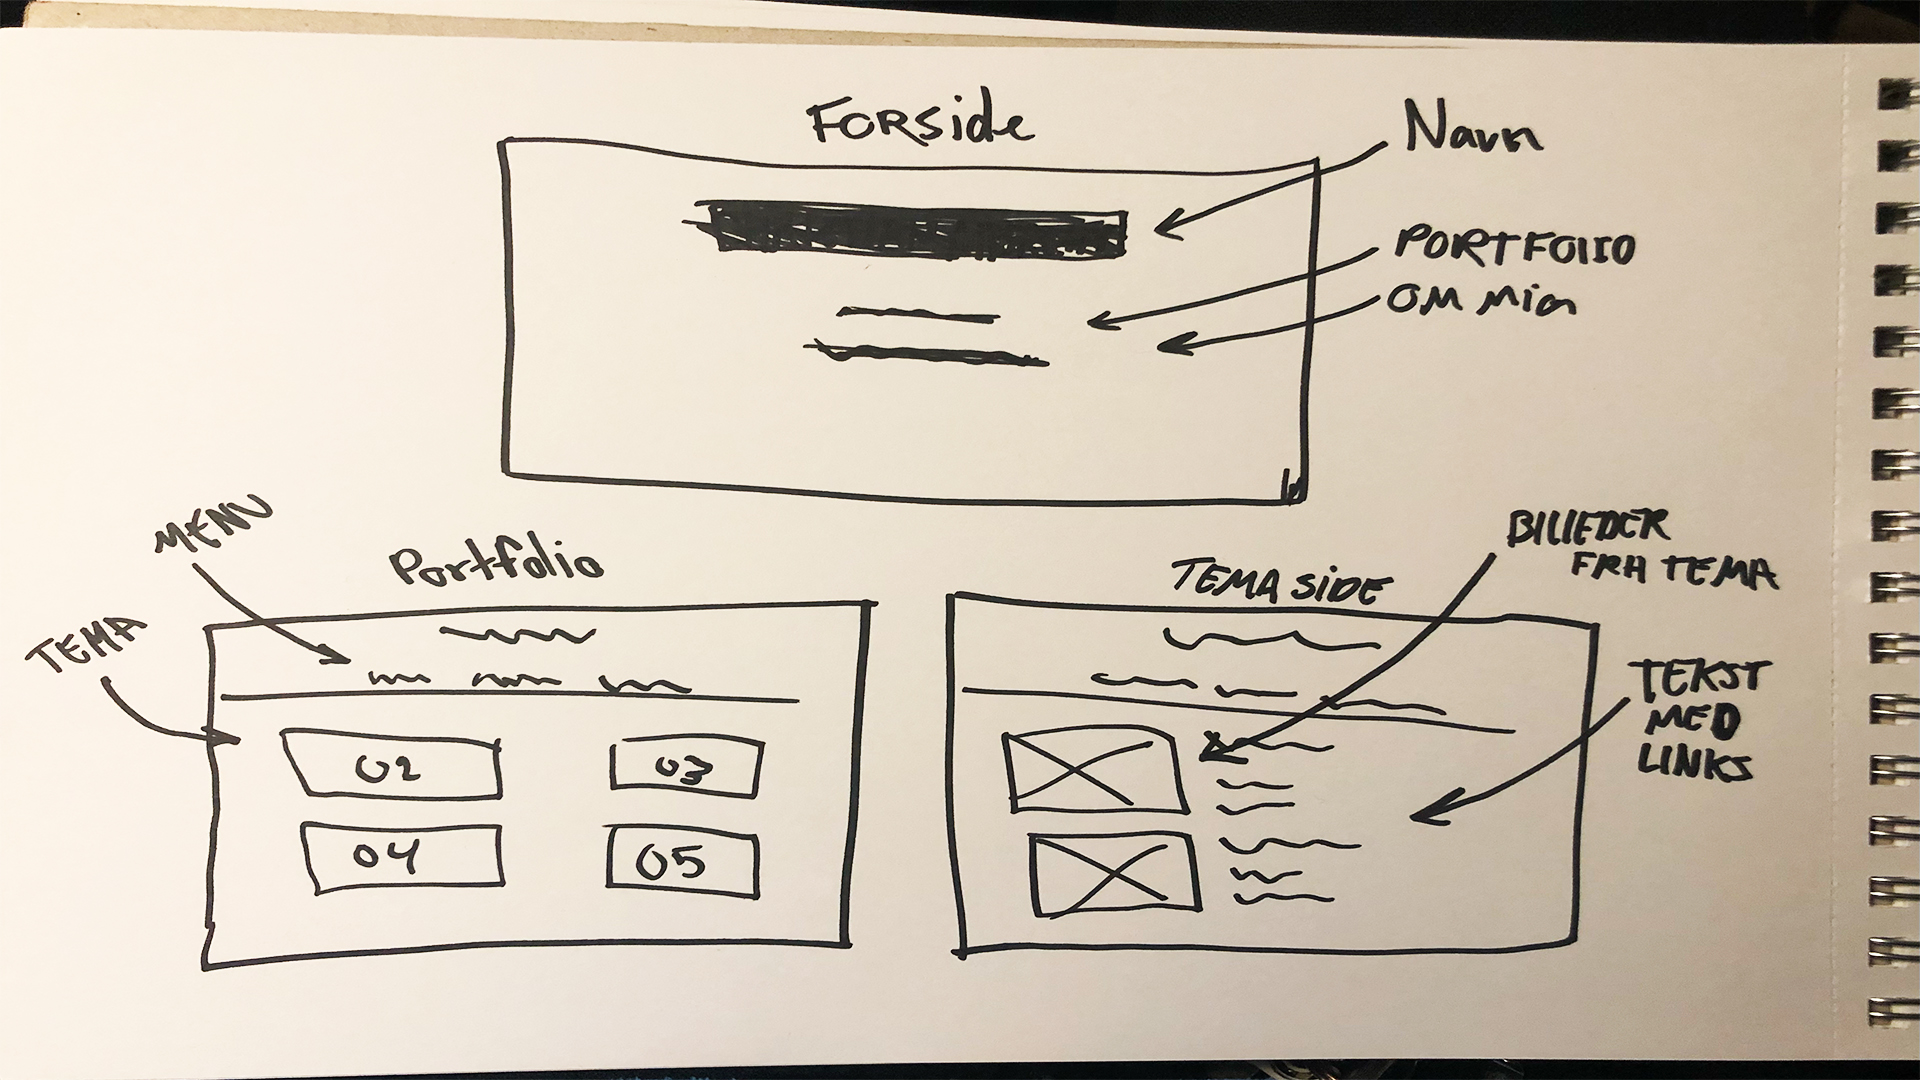 Forside
Navn
PORTFOLIO
OM Mig
MENU
Portfolio
TEMA
02
03
04
05
TEMA SiDE
BILLEDER
FRA TEMA
TEKST
MED
LINKS